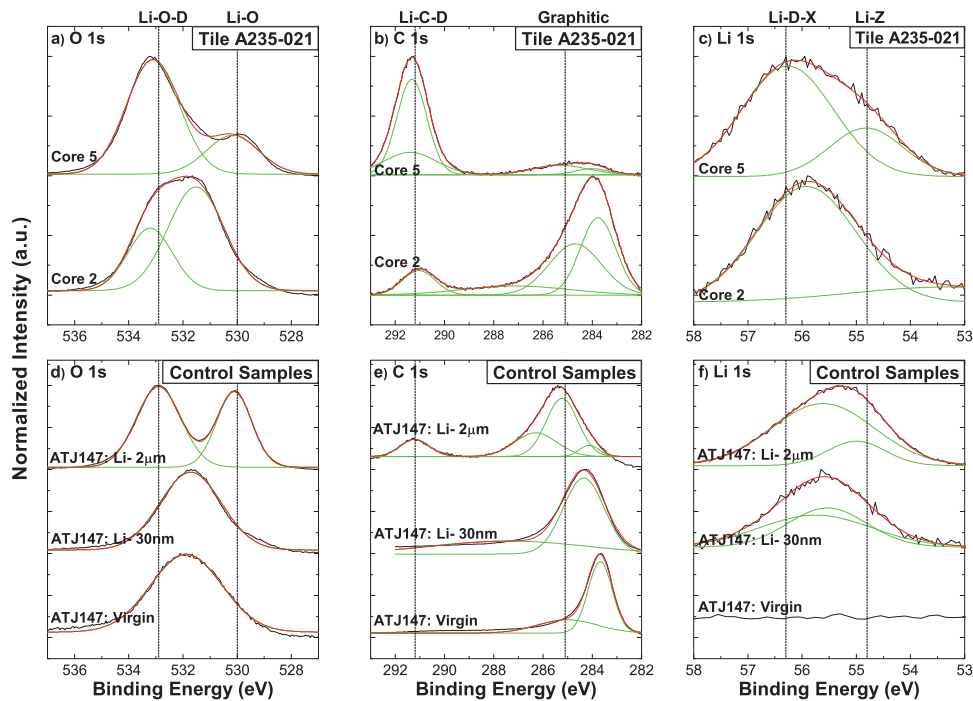 Li-O-D Li-O Li-C-D Graphitic Li-D-X Li-Z
a) O 1s Tile A235-021 b) C 1s Tile A235-021 c) Li 1s Tile A235-021
Core 5 Core 5 Core 5
Core 2 Core 2 Core 2
536 534 532 530 528 292 290 288 286 284 282 58 57 56 55 54 53
Normalized Intensity (a.u.)
d) O 1s Control Samples e) C 1s Control Samples f) Li 1s Control Samples
ATJ147: Li- 2μm ATJ147: Li- 2μm ATJ147: Li- 2μm
ATJ147: Li- 30nm ATJ147: Li- 30nm ATJ147: Li- 30nm
ATJ147: Virgin ATJ147: Virgin ATJ147: Virgin
536 534 532 530 528 292 290 288 286 284 282 58 57 56 55 54 53
Binding Energy (eV) Binding Energy (eV) Binding Energy (eV)